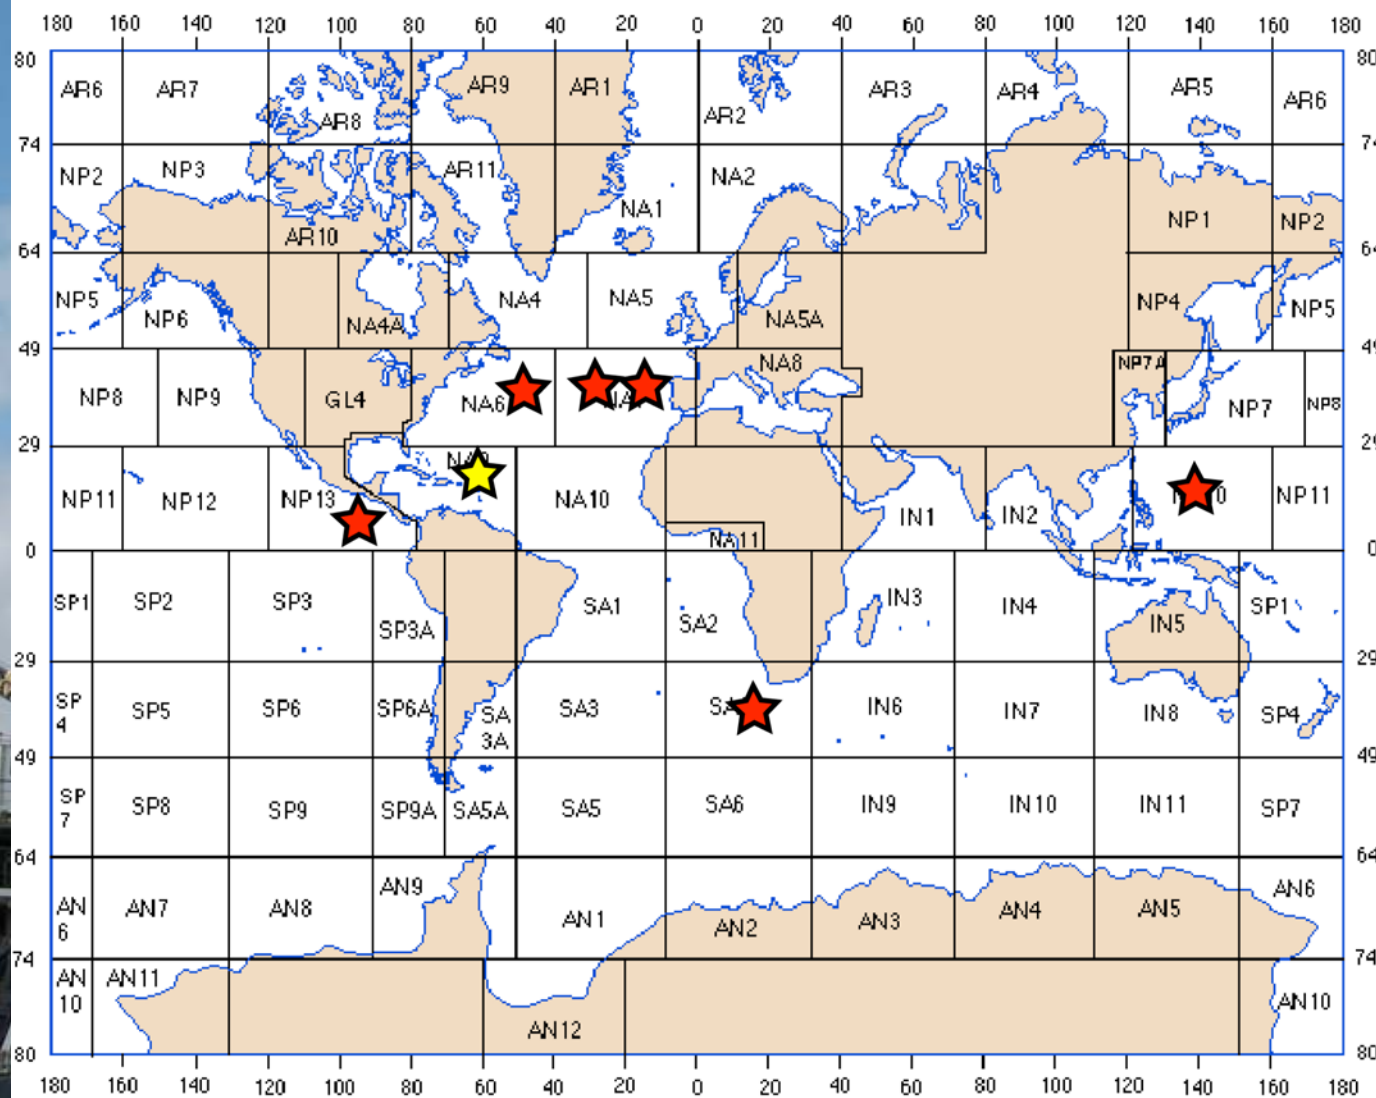 180 160 140 120 100 80 60 40 20 0 20 40 60 80 100 120 140 160 180
80 80
AR6 AR7 AR9 AR1 AR3 AR4 AR5 AR6
AR8 AR2
74 74
NP2 NP3 AR11 NA2
NA1 NP1 NP2
AR10
64 64
NP5 NA4 NA5 NP4 NP5
NP6 NA4A NA5A
49 49
NA8 NP7A
NP8 NP9 GL4 NA6 NP7 NP8
29 29
NP11 NP12 NP13 NA10 IN1 IN2 NP11
NA11
0 0
SP1 SP2 SP3 SA1 IN3 IN4 SP1
SP3A SA2 IN5
29 29
SP
4 SP5 SP6 SP6A SA
3A SA3 IN6 IN7 IN8 SP4
49 49
SP
7 SP8 SP9 SP9A SA5A SA5 SA6 IN9 IN10 IN11 SP7
64 64
AN
6 AN7 AN8 AN9 AN1 AN2 AN3 AN4 AN5 AN6
74 74
AN
10 AN11 AN12 AN10
80 80
180 160 140 120 100 80 60 40 20 0 20 40 60 80 100 120 140 160 180